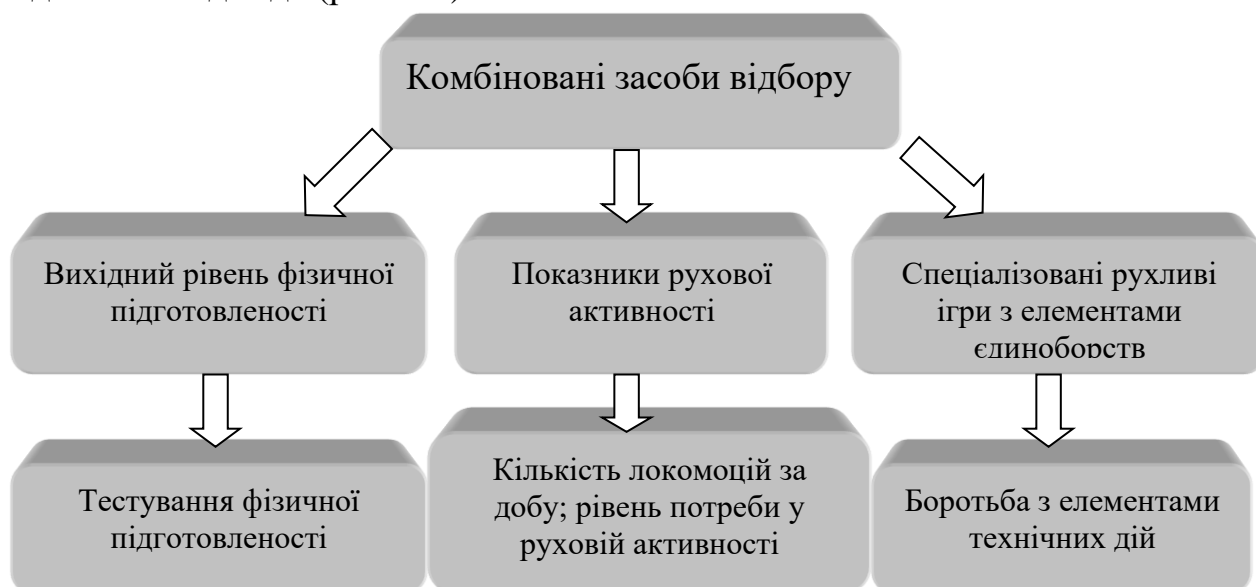 Комбіновані засоби відбору
Вихідний рівень фізичної
підготовленості
Показники рухової
активності
Спеціалізовані рухливі
ігри з елементами
єдиноборств
Тестування фізичної
підготовленості
Кількість локомоцій за
добу; рівень потреби у
руховій активності
Боротьба з елементами
технічних дій